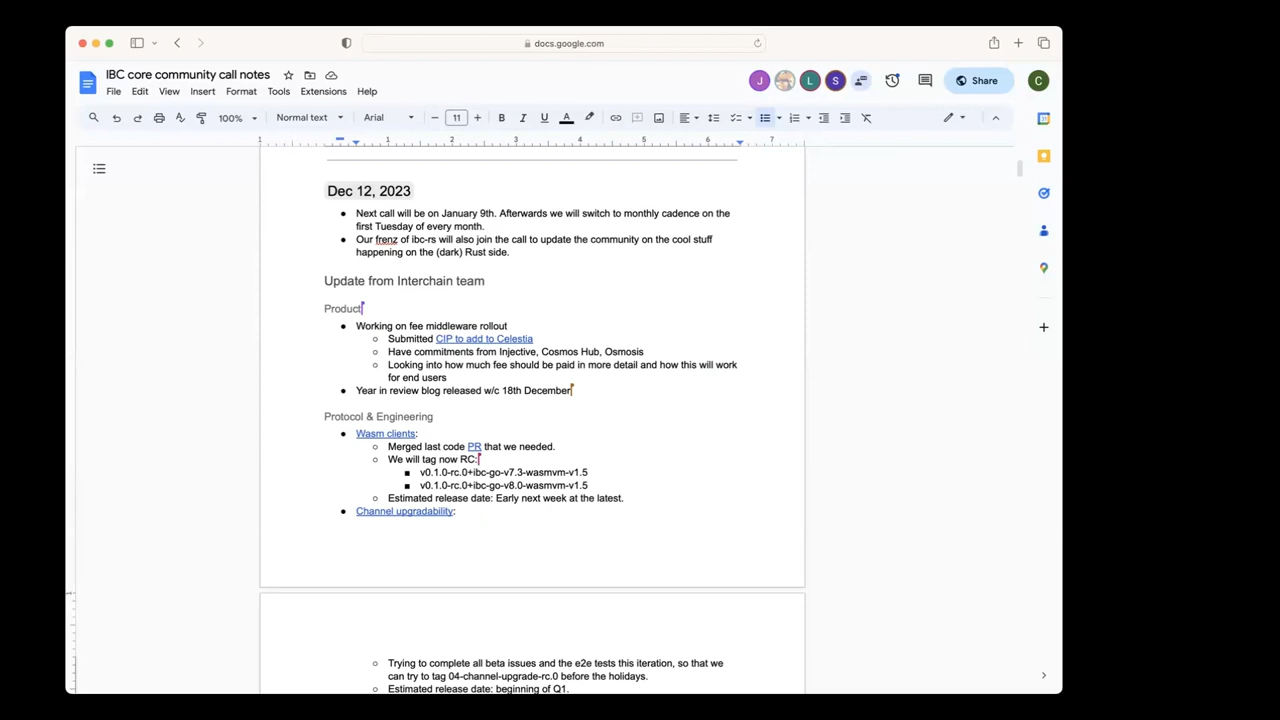 docs.google.com
IBC core community call notes
J L S Share C
File Edit View Insert Format Tools Extensions Help
100% Normal text Arial 11
1 1 2 3 4 5 6 7
Dec 12, 2023
● Next call will be on January 9th. Afterwards we will switch to monthly cadence on the
first Tuesday of every month.
● Our frenz of ibc-rs will also join the call to update the community on the cool stuff
happening on the (dark) Rust side.
Update from Interchain team
Product
● Working on fee middleware rollout
○ Submitted CIP to add to Celestia
○ Have commitments from Injective, Cosmos Hub, Osmosis
○ Looking into how much fee should be paid in more detail and how this will work
for end users
● Year in review blog released w/c 18th December
Protocol & Engineering
● Wasm clients:
○ Merged last code PR that we needed.
○ We will tag now RC:
■ v0.1.0-rc.0+ibc-go-v7.3-wasmvm-v1.5
■ v0.1.0-rc.0+ibc-go-v8.0-wasmvm-v1.5
○ Estimated release date: Early next week at the latest.
● Channel upgradability:
○ Trying to complete all beta issues and the e2e tests this iteration, so that we
can try to tag 04-channel-upgrade-rc.0 before the holidays.
○ Estimated release date: beginning of Q1.